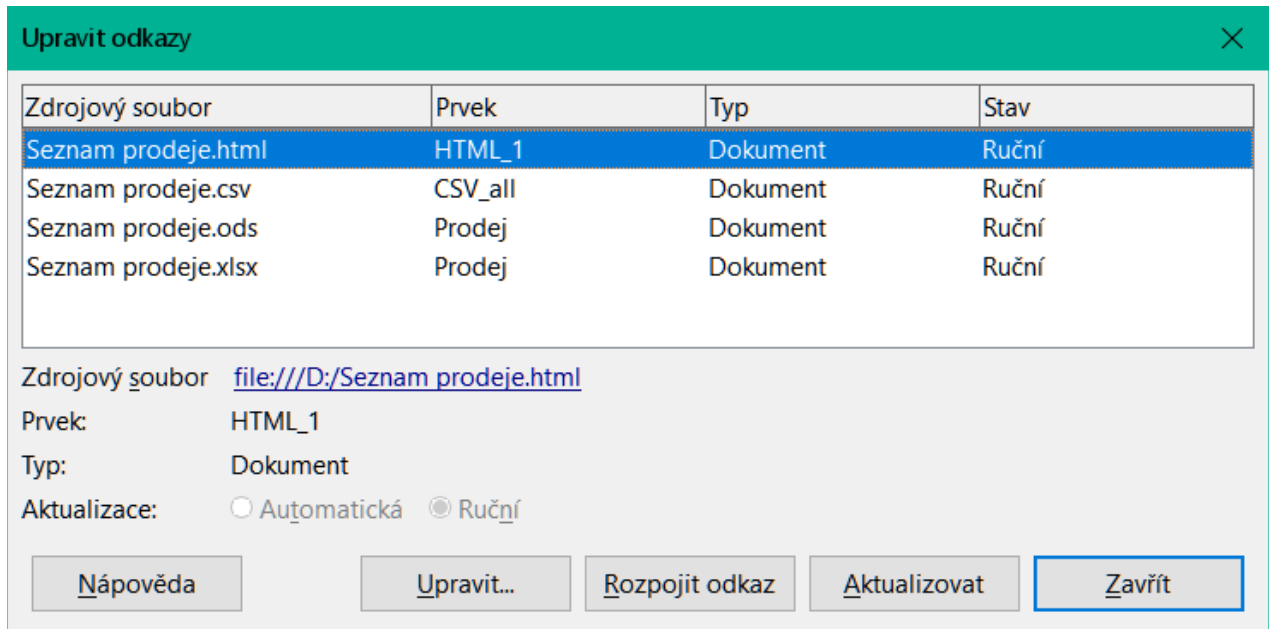 Upravit odkazy
Zdrojový soubor Prvek Typ Stav
Seznam prodeje.html HTML_1 Dokument Ruční
Seznam prodeje.csv CSV_all Dokument Ruční
Seznam prodeje.ods Prodej Dokument Ruční
Seznam prodeje.xlsx Prodej Dokument Ruční
Zdrojový soubor file:///D:/Seznam prodeje.html
Prvek: HTML_1
Typ: Dokument
Aktualizace: Automatická Ruční
Nápověda Upravit... Rozpojit odkaz Aktualizovat Zavřít